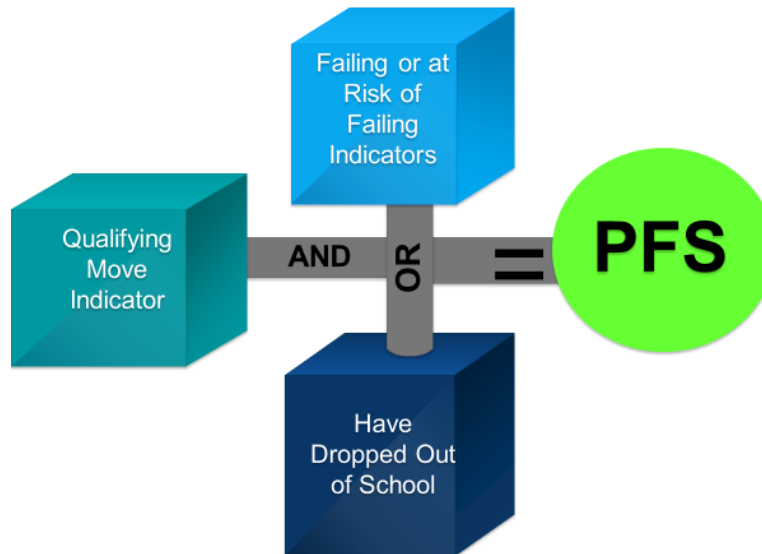 Failing or at
Risk of
Failing
Indicators
Qualifying
Move
Indicator
AND
OR
=
PFS
Have
Dropped Out
of School